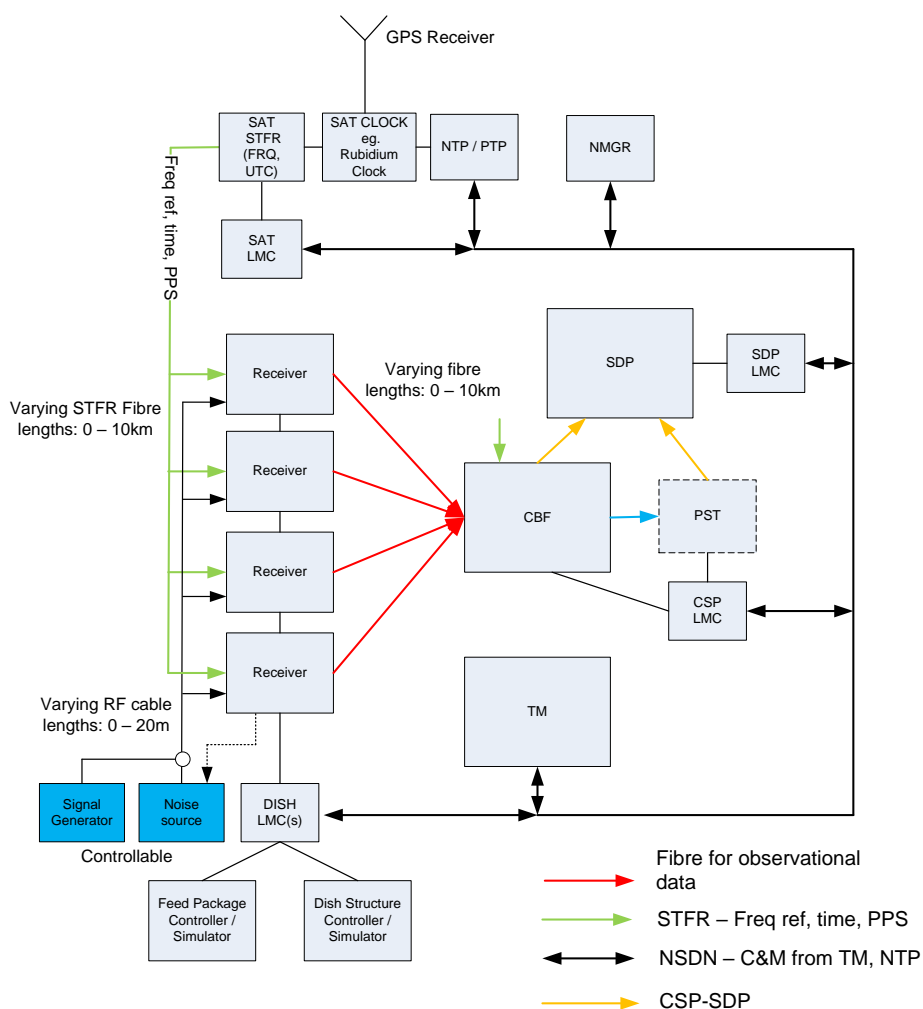 GPS Receiver
SAT
STFR
(FRQ,
UTC)
SAT CLOCK
eg.
Rubidium
Clock
NTP / PTP
NMGR
Freq ref, time, PPS
SAT
LMC
Receiver
Varying fibre
lengths: 0 – 10km
SDP
SDP
LMC
Varying STFR Fibre
lengths: 0 – 10km
Receiver
CBF
PST
Receiver
CSP
LMC
Receiver
Varying RF cable
lengths: 0 – 20m
TM
Signal
Generator
Noise
source
DISH
LMC(s)
Controllable
Feed Package
Controller /
Simulator
Dish Structure
Controller /
Simulator
Fibre for observational
data
STFR – Freq ref, time, PPS
NSDN – C&M from TM, NTP
CSP-SDP